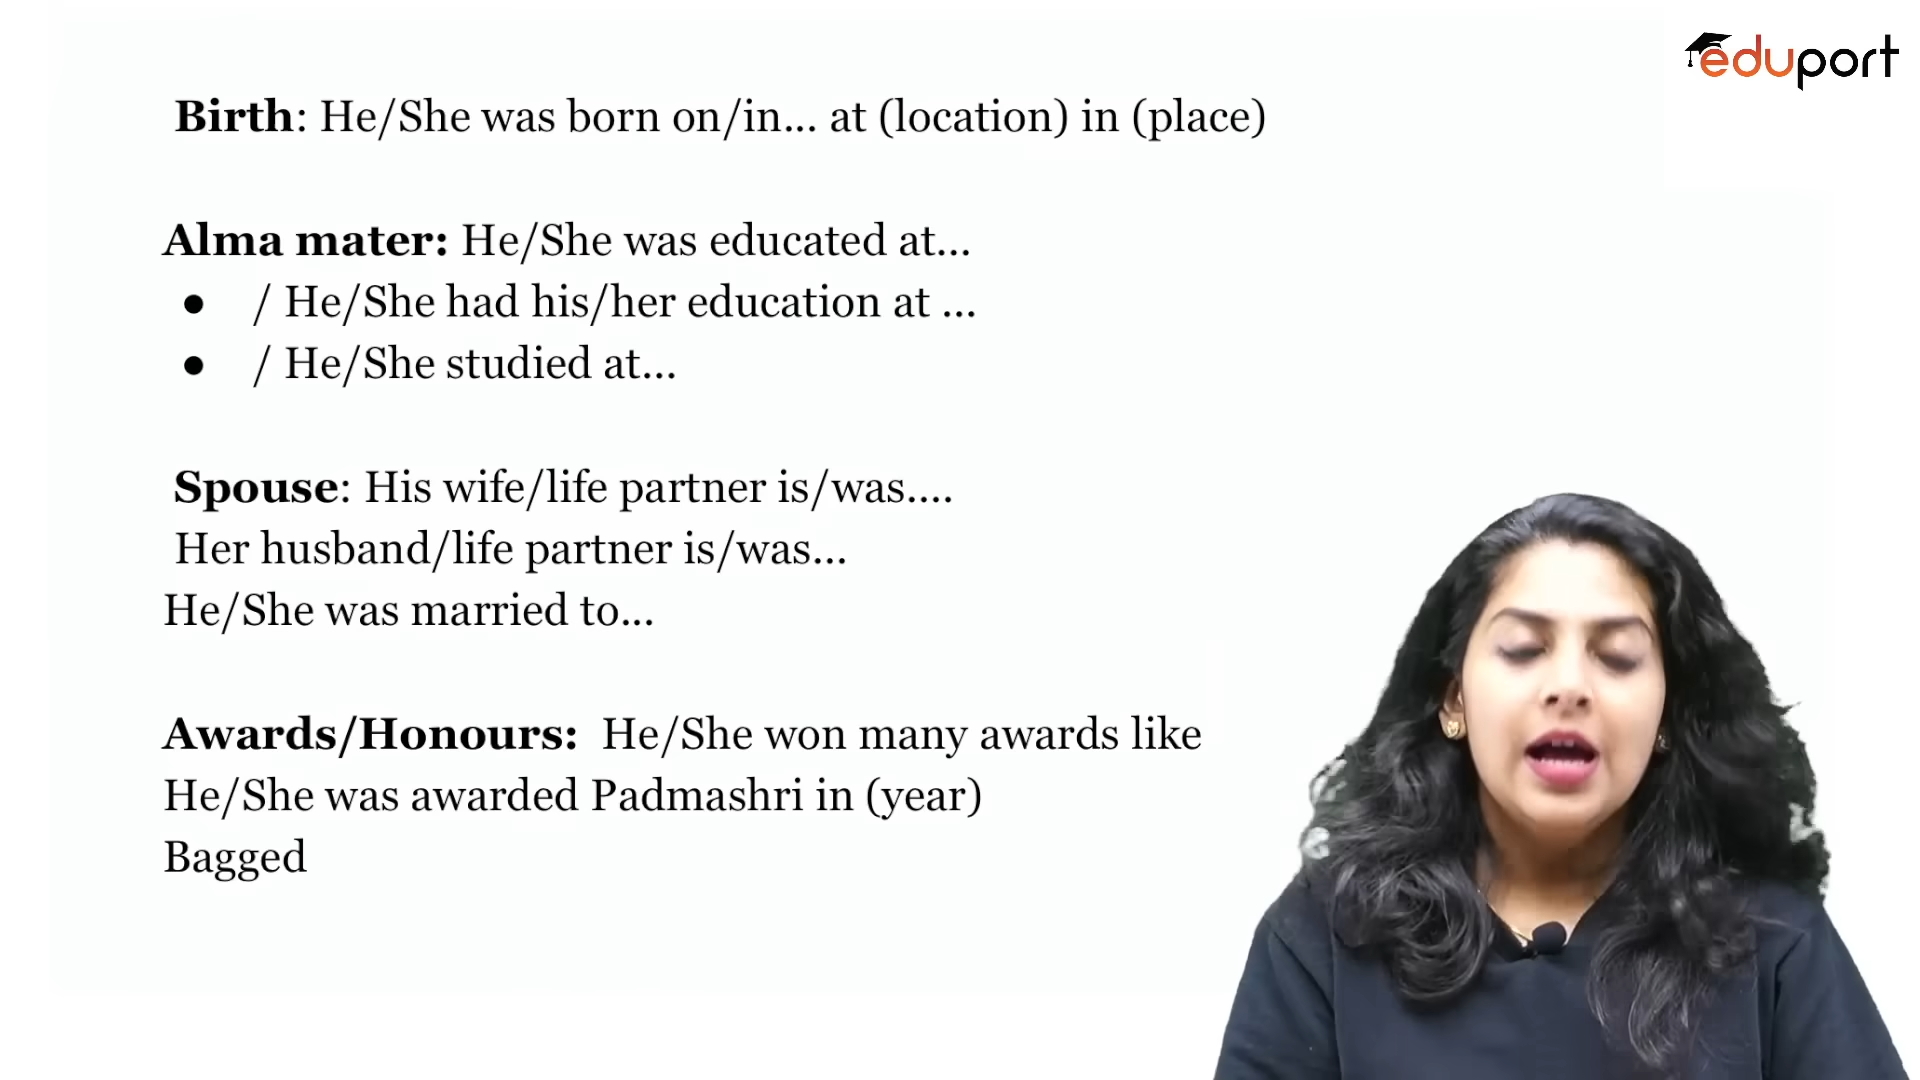 eduport
Birth: He/She was born on/in... at (location) in (place)
Alma mater: He/She was educated at...
● / He/She had his/her education at ...
● / He/She studied at...
Spouse: His wife/life partner is/was....
Her husband/life partner is/was...
He/She was married to...
Awards/Honours: He/She won many awards like
He/She was awarded Padmashri in (year)
Bagged